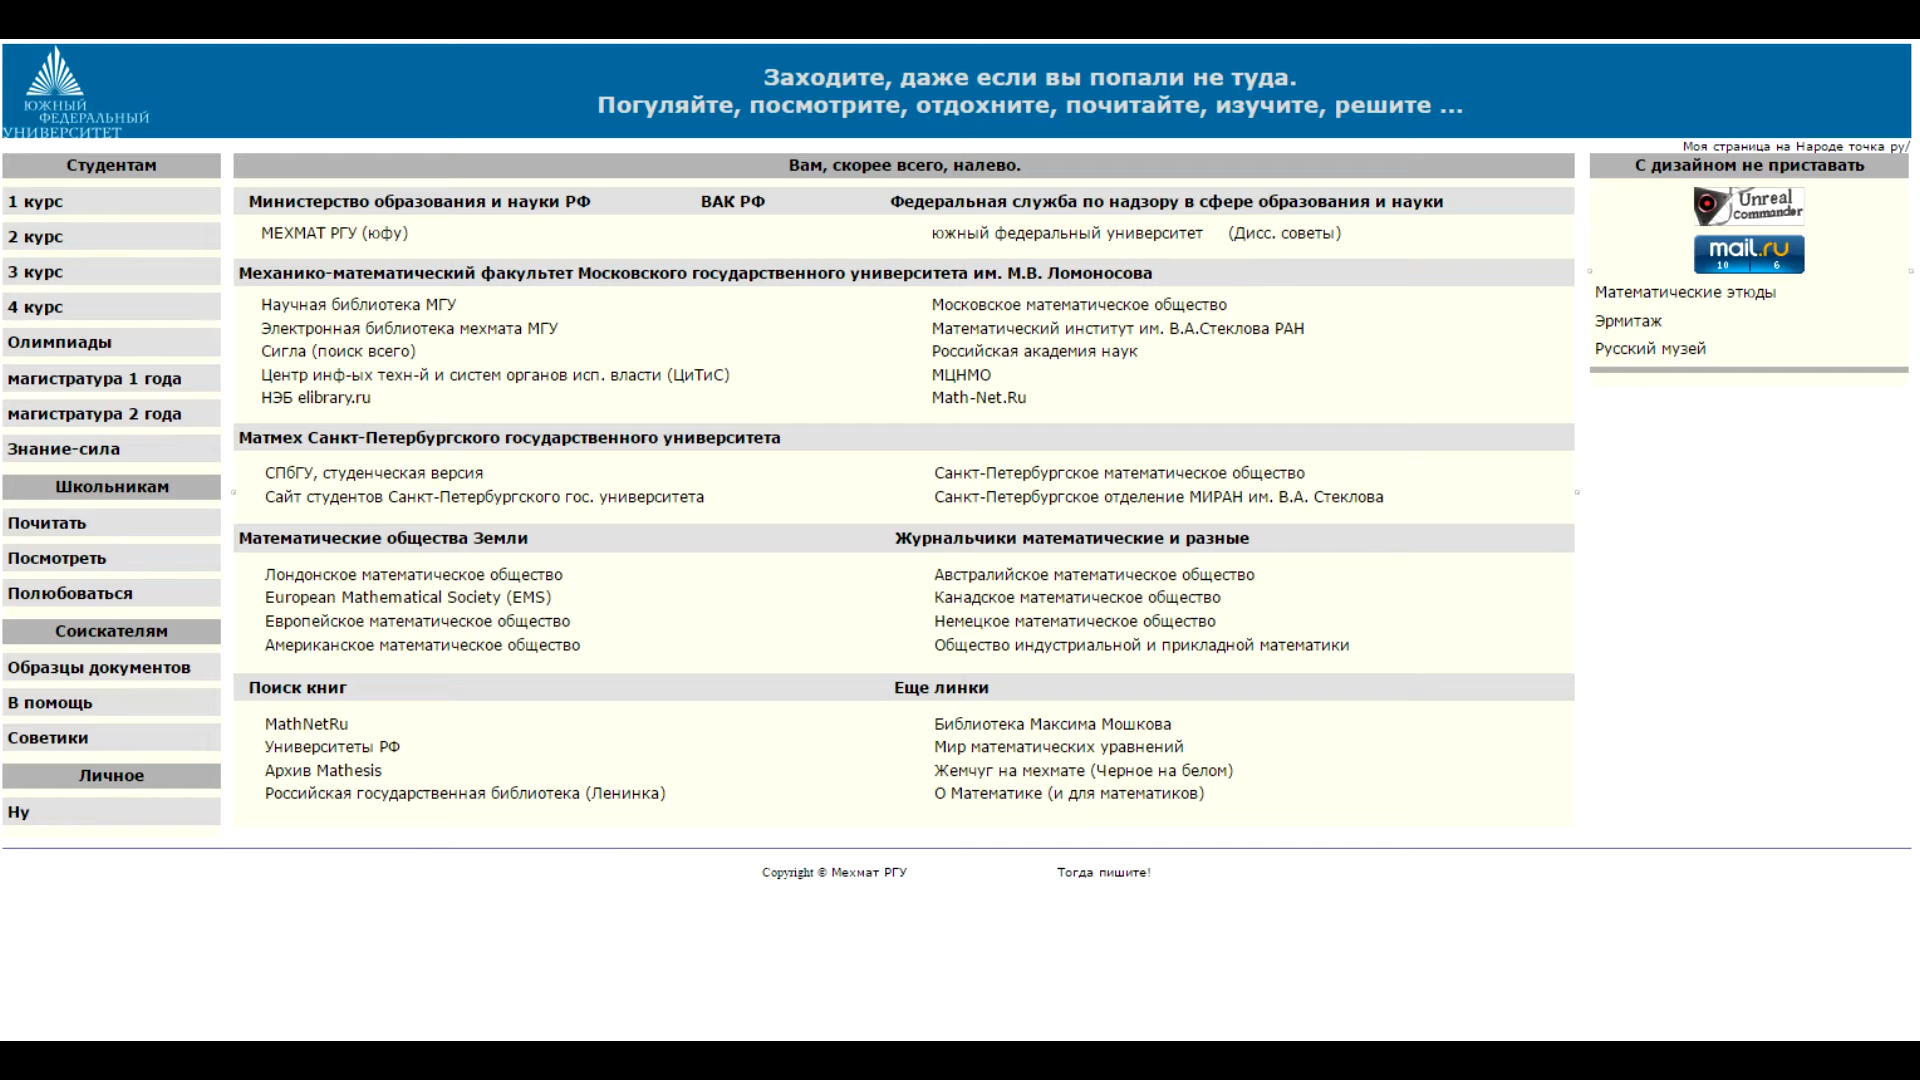 ЮЖНЫЙ
ФЕДЕРАЛЬНЫЙ
УНИВЕРСИТЕТ
Заходите, даже если вы попали не туда.
Погуляйте, посмотрите, отдохните, почитайте, изучите, решите ...
Моя страница на Народе точка ру/
Студентам
1 курс
2 курс
3 курс
4 курс
Олимпиады
магистратура 1 года
магистратура 2 года
Знание-сила
Школьникам
Почитать
Посмотреть
Полюбоваться
Соискателям
Образцы документов
В помощь
Советики
Личное
Ну
Вам, скорее всего, налево.
Министерство образования и науки РФ ВАК РФ Федеральная служба по надзору в сфере образования и науки
МЕХМАТ РГУ (юфу) южный федеральный университет (Дисс. советы)
Механико-математический факультет Московского государственного университета им. М.В. Ломоносова
Научная библиотека МГУ Московское математическое общество
Электронная библиотека мехмата МГУ Математический институт им. В.А.Стеклова РАН
Сигла (поиск всего) Российская академия наук
Центр инф-ых техн-й и систем органов исп. власти (ЦиТиС) МЦНМО
НЭБ elibrary.ru Math-Net.Ru
Матмех Санкт-Петербургского государственного университета
СПбГУ, студенческая версия Санкт-Петербургское математическое общество
Сайт студентов Санкт-Петербургского гос. университета Санкт-Петербургское отделение МИРАН им. В.А. Стеклова
Математические общества Земли Журнальчики математические и разные
Лондонское математическое общество Австралийское математическое общество
European Mathematical Society (EMS) Канадское математическое общество
Европейское математическое общество Немецкое математическое общество
Американское математическое общество Общество индустриальной и прикладной математики
Поиск книг Еще линки
MathNetRu Библиотека Максима Мошкова
Университеты РФ Мир математических уравнений
Архив Mathesis Жемчуг на мехмате (Черное на белом)
Российская государственная библиотека (Ленинка) О Математике (и для математиков)
С дизайном не приставать
Unreal
Commander
mail.ru
10 6
Математические этюды
Эрмитаж
Русский музей
Copyright © Мехмат РГУ Тогда пишите!